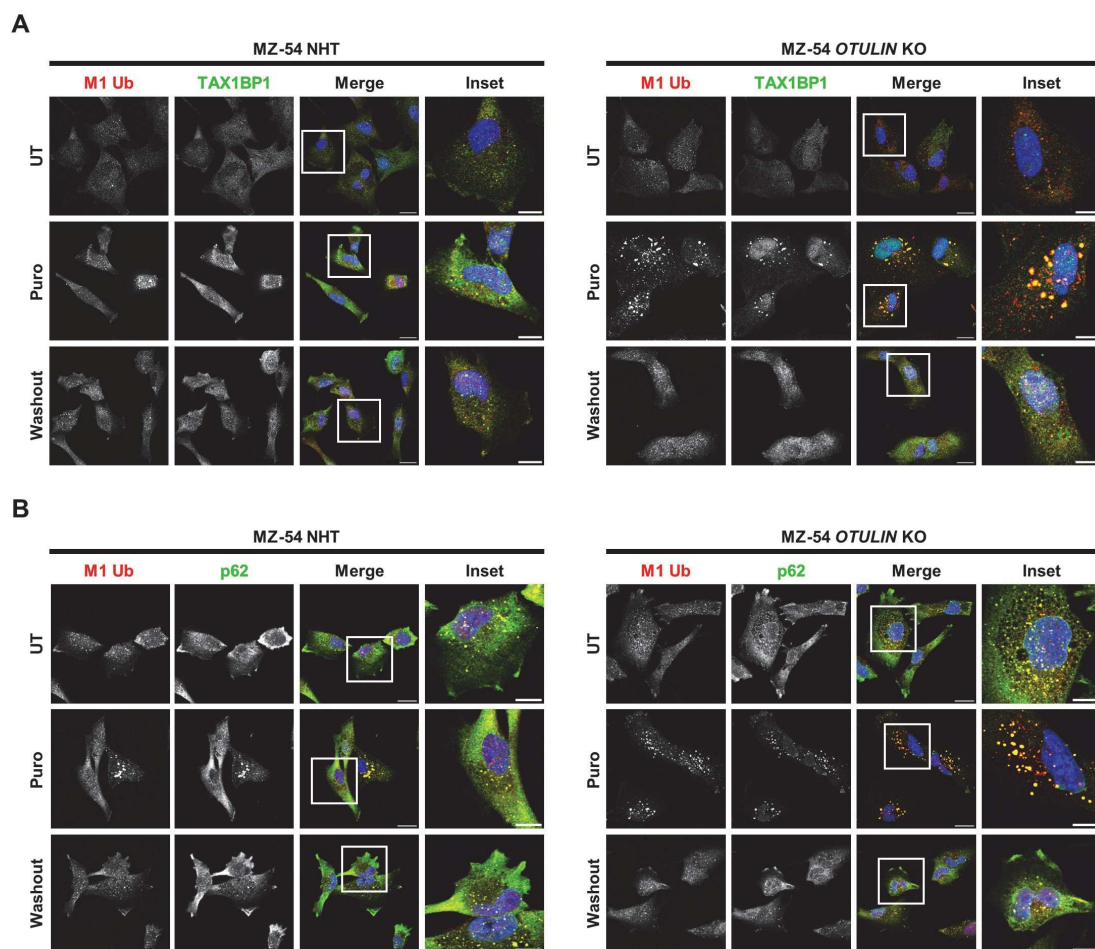 A
MZ-54 NHT
M1 Ub TAX1BP1 Merge Inset
UT
Puro
Washout
MZ-54 OTULIN KO
M1 Ub TAX1BP1 Merge Inset
UT
Puro
Washout
B
MZ-54 NHT
M1 Ub p62 Merge Inset
UT
Puro
Washout
MZ-54 OTULIN KO
M1 Ub p62 Merge Inset
UT
Puro
Washout